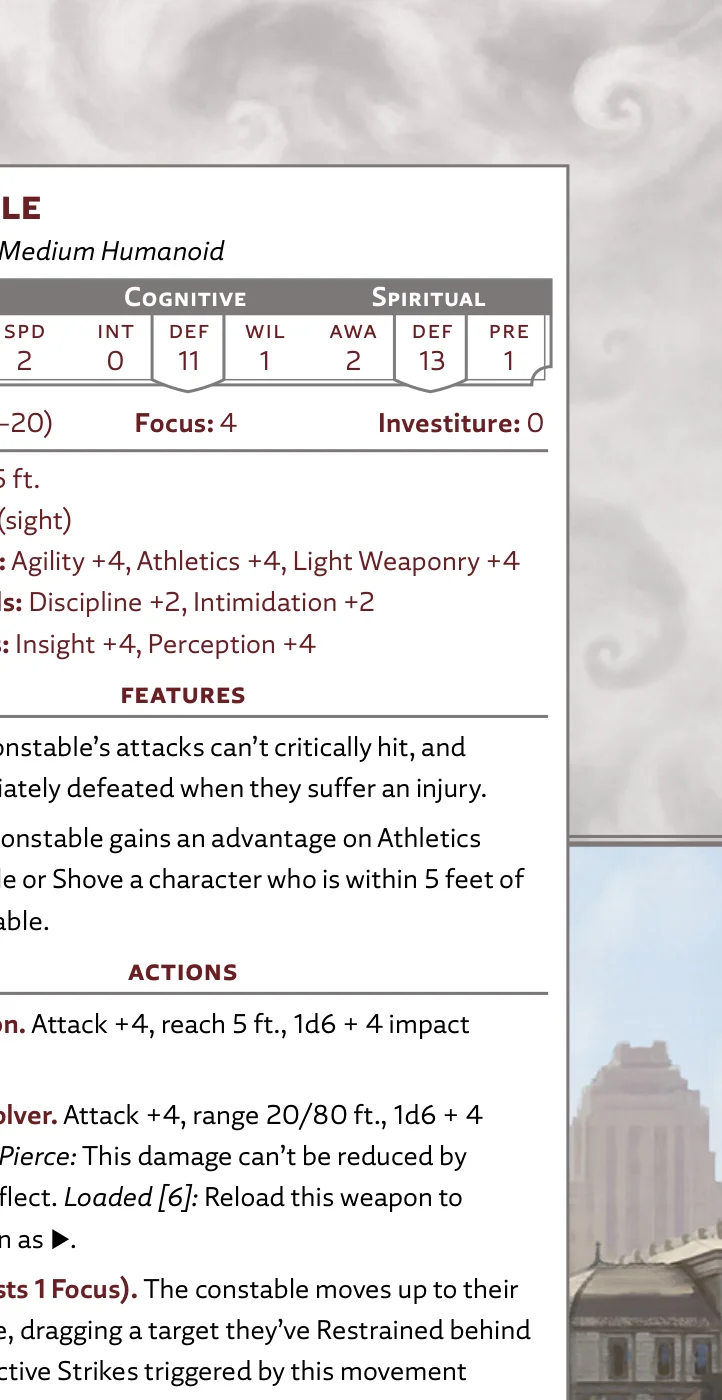 LE
Medium Humanoid
COGNITIVE SPIRITUAL
SPD INT DEF WIL AWA DEF PRE
2 0 11 1 2 13 1
–20) Focus: 4 Investiture: 0
5 ft.
(sight)
: Agility +4, Athletics +4, Light Weaponry +4
ls: Discipline +2, Intimidation +2
s: Insight +4, Perception +4
FEATURES
onstable’s attacks can’t critically hit, and
iately defeated when they suffer an injury.
onstable gains an advantage on Athletics
le or Shove a character who is within 5 feet of
able.
ACTIONS
on. Attack +4, reach 5 ft., 1d6 + 4 impact
olver. Attack +4, range 20/80 ft., 1d6 + 4
Pierce: This damage can’t be reduced by
flect. Loaded [6]: Reload this weapon to
n as ▶.
sts 1 Focus). The constable moves up to their
e, dragging a target they’ve Restrained behind
ctive Strikes triggered by this movement